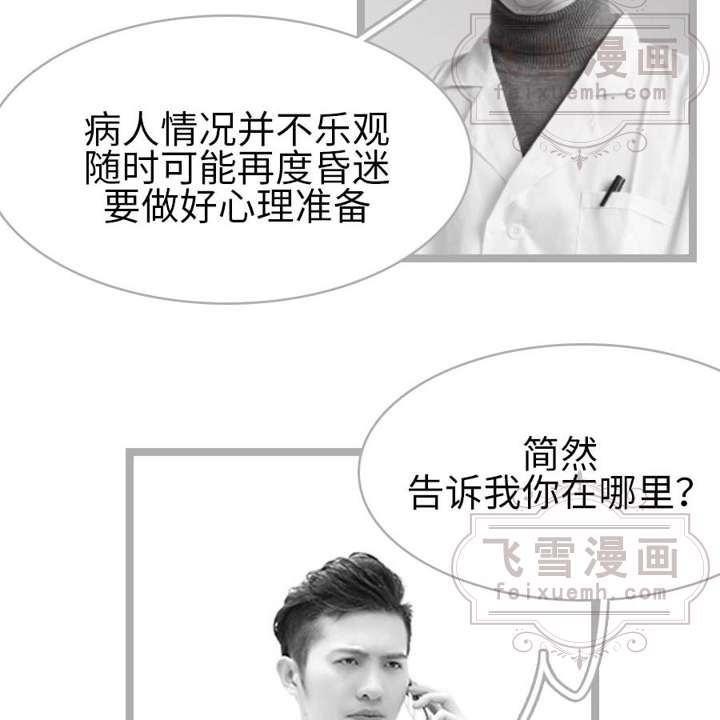 飞雪漫画
feixuemh.com
病人情况并不乐观
随时可能再度昏迷
要做好心理准备
简然
告诉我你在哪里？
飞雪漫画
feixuemh.com